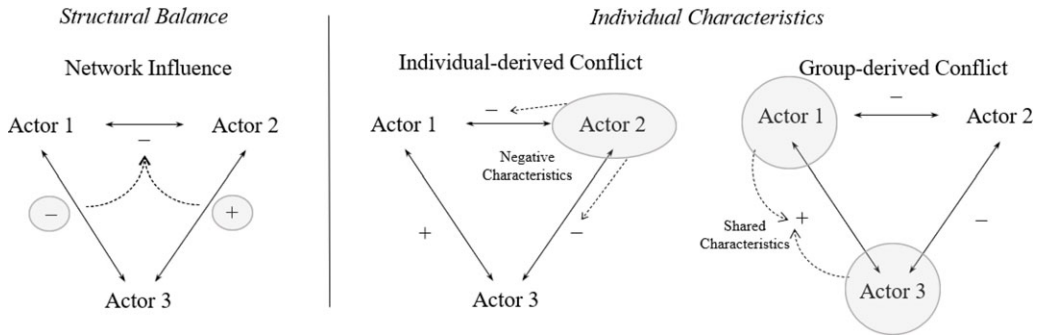 Structural Balance
Individual Characteristics
Network Influence
Actor 1
Actor 2
−
−
+
Actor 3
Individual-derived Conflict
Actor 1
−
Actor 2
Negative
Characteristics
+
−
Actor 3
Group-derived Conflict
Actor 1
−
Actor 2
Shared
Characteristics
+
−
Actor 3